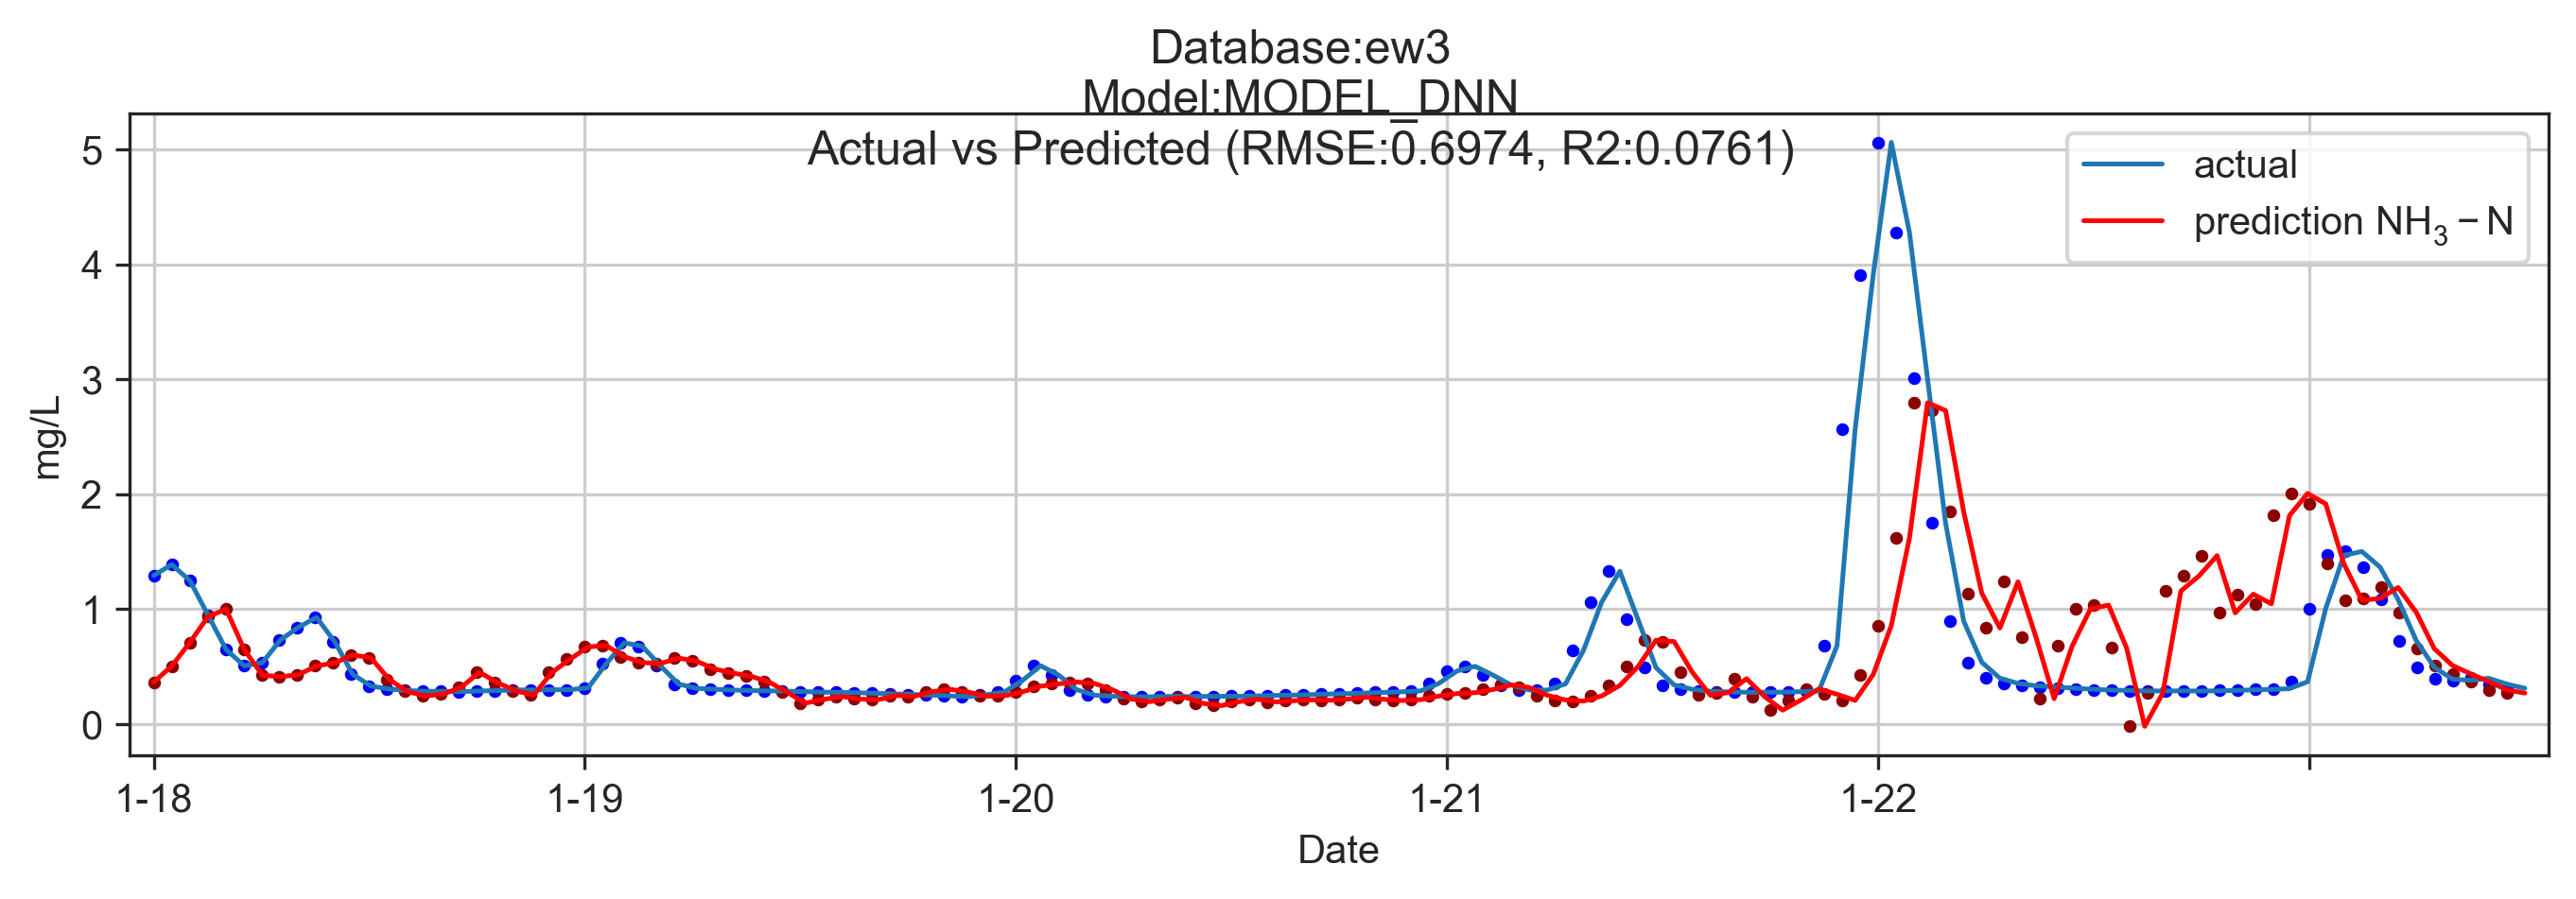 Database:ew3
Model:MODEL_DNN
Actual vs Predicted (RMSE:0.6974, R2:0.0761)
5
4
3
2
1
0
mg/L
actual
prediction NH₃ − N
1-18
1-19
1-20
1-21
1-22
Date